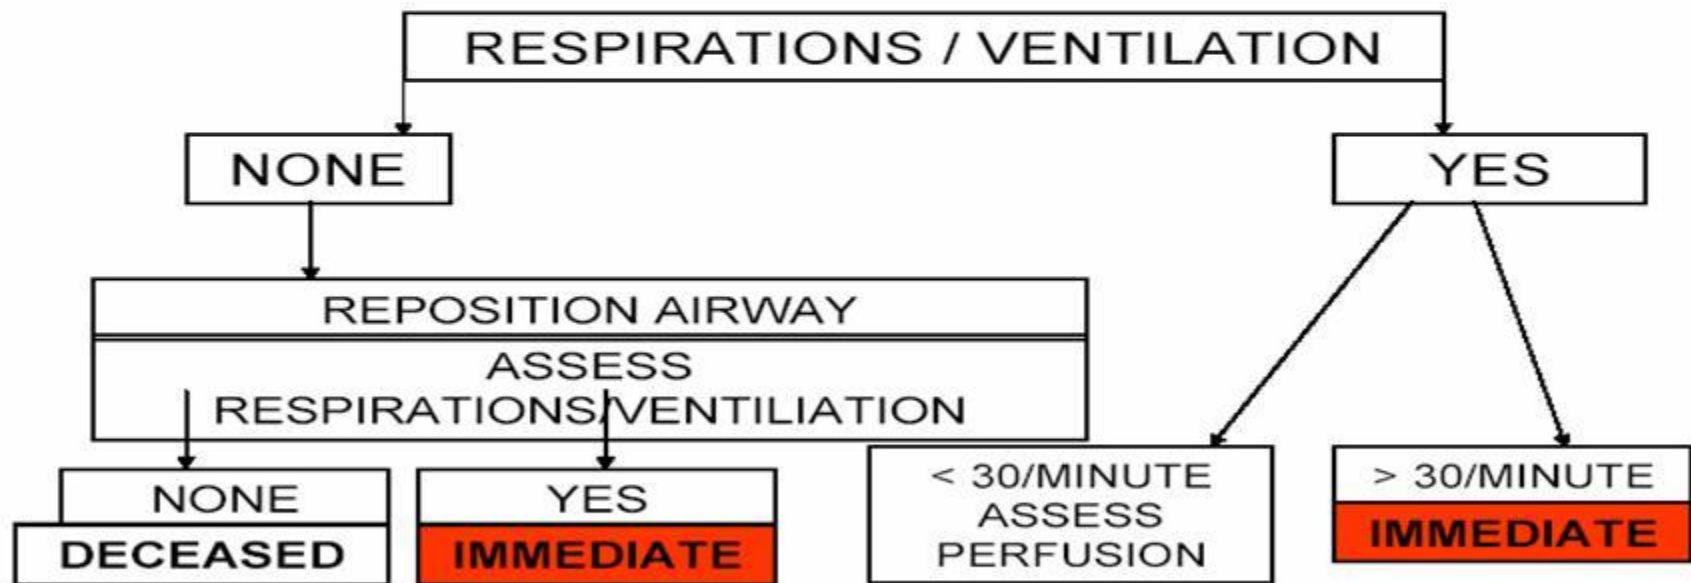 RESPIRATIONS / VENTILATION
NONE
YES
REPOSITION AIRWAY
ASSESS
RESPIRATIONS/VENTILIATION
NONE
DECEASED
YES
IMMEDIATE
< 30/MINUTE
ASSESS
PERFUSION
> 30/MINUTE
IMMEDIATE